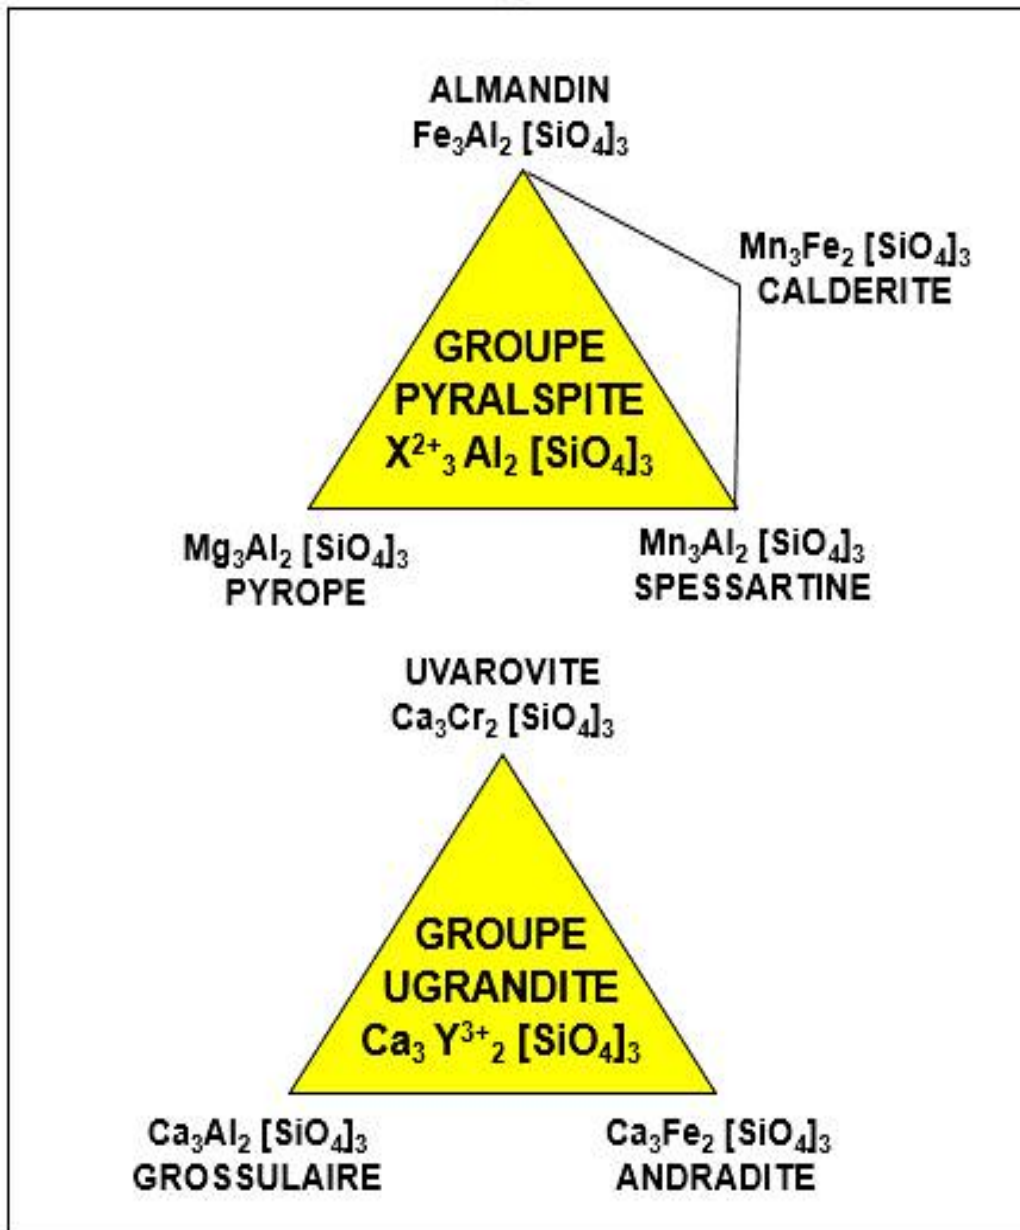 ALMANDIN
Fe₃Al₂ [SiO₄]₃
Mn₃Fe₂ [SiO₄]₃
CALDERITE
GROUPE
PYRALSPITE
X²⁺₃ Al₂ [SiO₄]₃
Mg₃Al₂ [SiO₄]₃
PYROPE
Mn₃Al₂ [SiO₄]₃
SPESSARTINE
UVAROVITE
Ca₃Cr₂ [SiO₄]₃
GROUPE
UGRANDITE
Ca₃ Y³⁺₂ [SiO₄]₃
Ca₃Al₂ [SiO₄]₃
GROSSULAIRE
Ca₃Fe₂ [SiO₄]₃
ANDRADITE